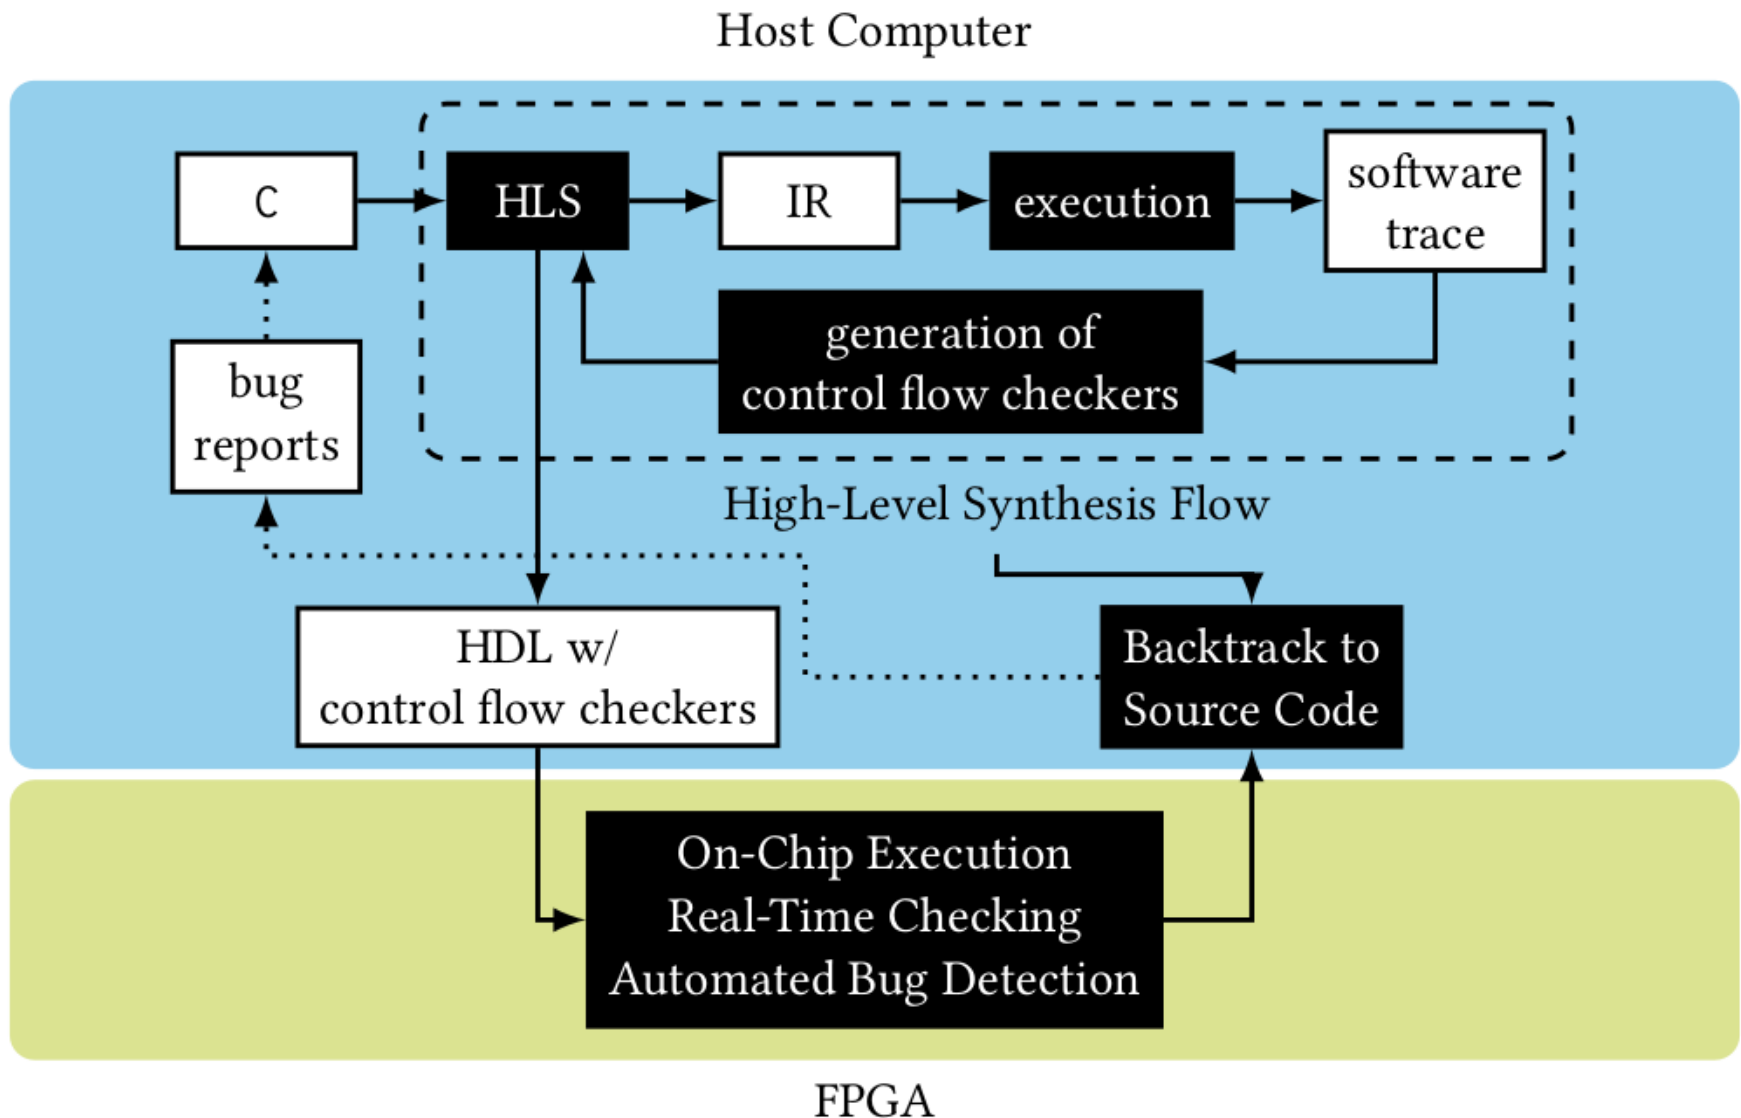 Host Computer
C
HLS
IR
execution
software
trace
generation of
control flow checkers
bug
reports
High-Level Synthesis Flow
HDL w/
control flow checkers
Backtrack to
Source Code
On-Chip Execution
Real-Time Checking
Automated Bug Detection
FPGA